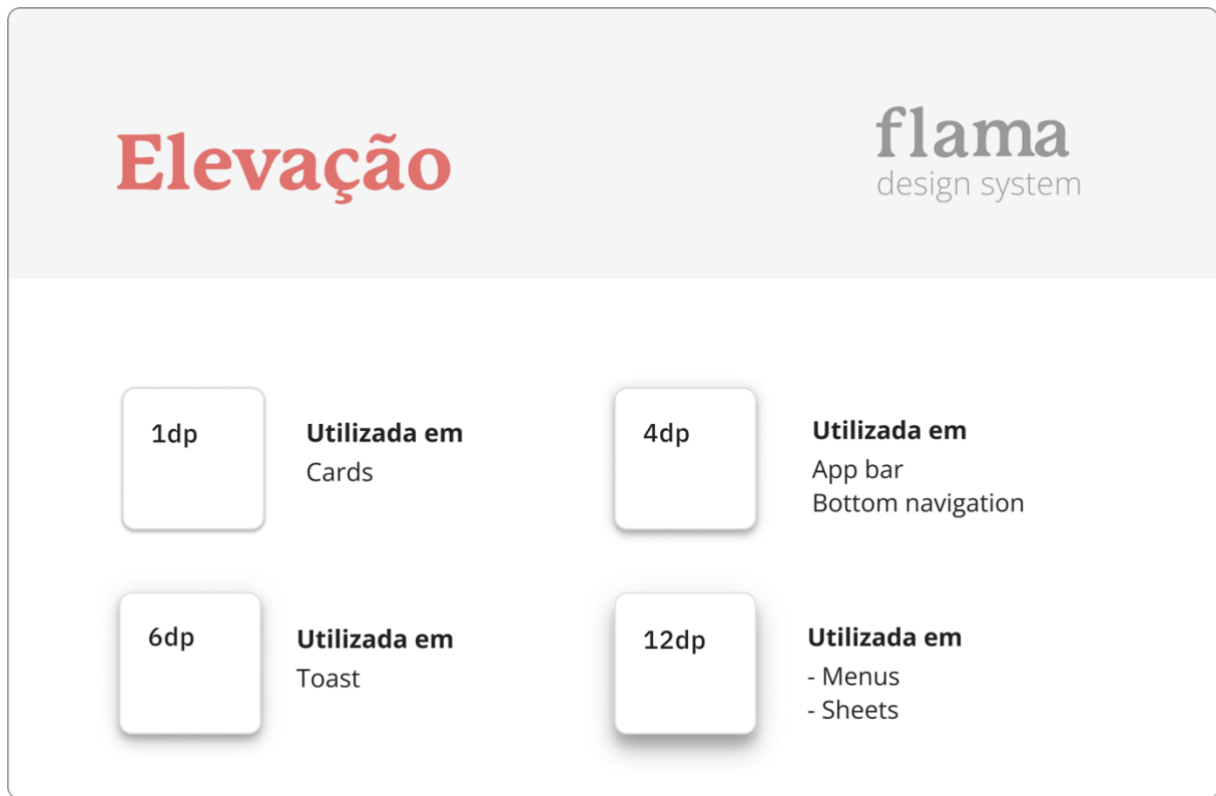 Elevação
flama
design system
1dp
Utilizada em
Cards
4dp
Utilizada em
App bar
Bottom navigation
6dp
Utilizada em
Toast
12dp
Utilizada em
- Menus
- Sheets